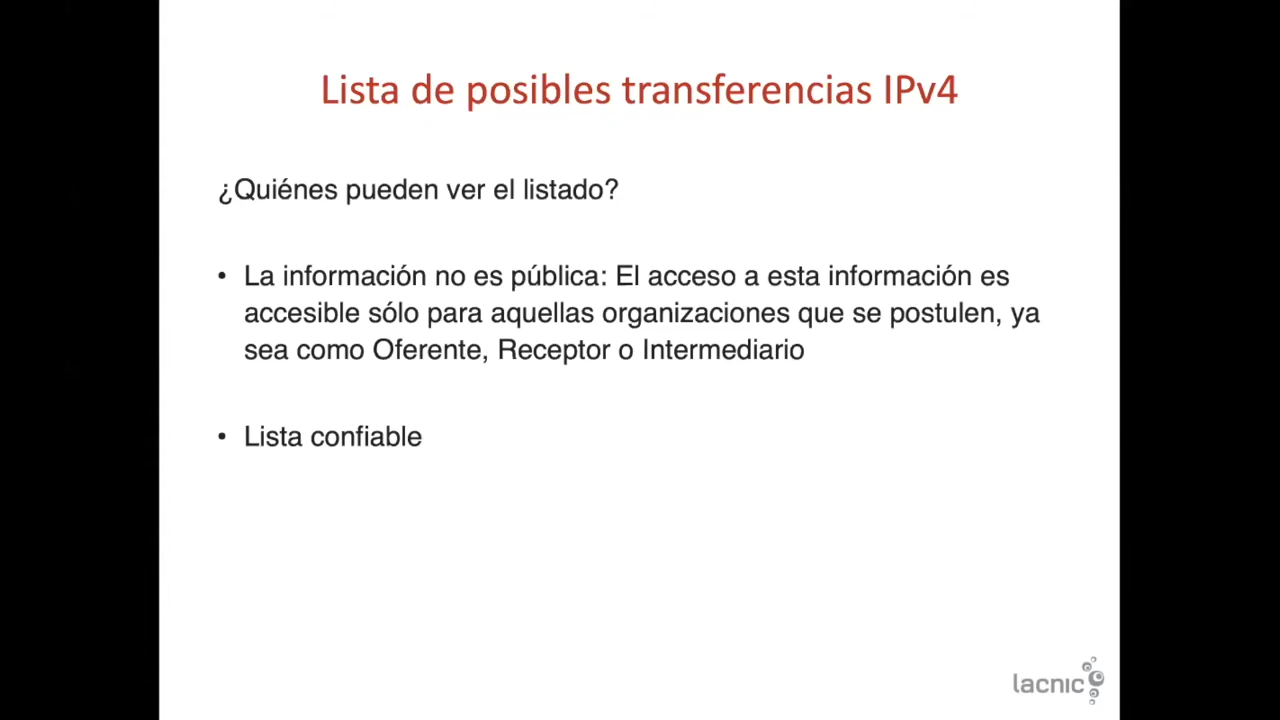 Lista de posibles transferencias IPv4
¿Quiénes pueden ver el listado?
• La información no es pública: El acceso a esta información es
accesible sólo para aquellas organizaciones que se postulen, ya
sea como Oferente, Receptor o Intermediario
• Lista confiable
lacnic